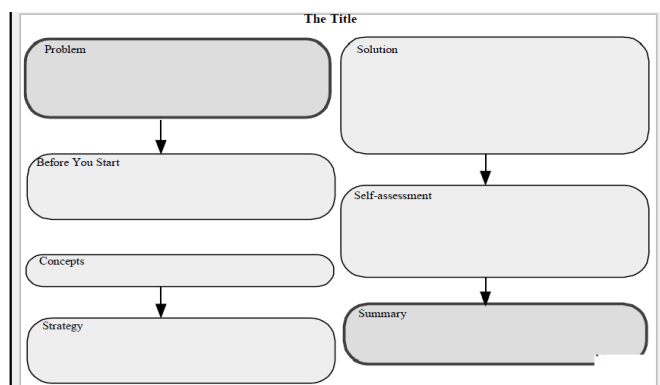 The Title
Problem
Before You Start
Concepts
Strategy
Solution
Self-assessment
Summary